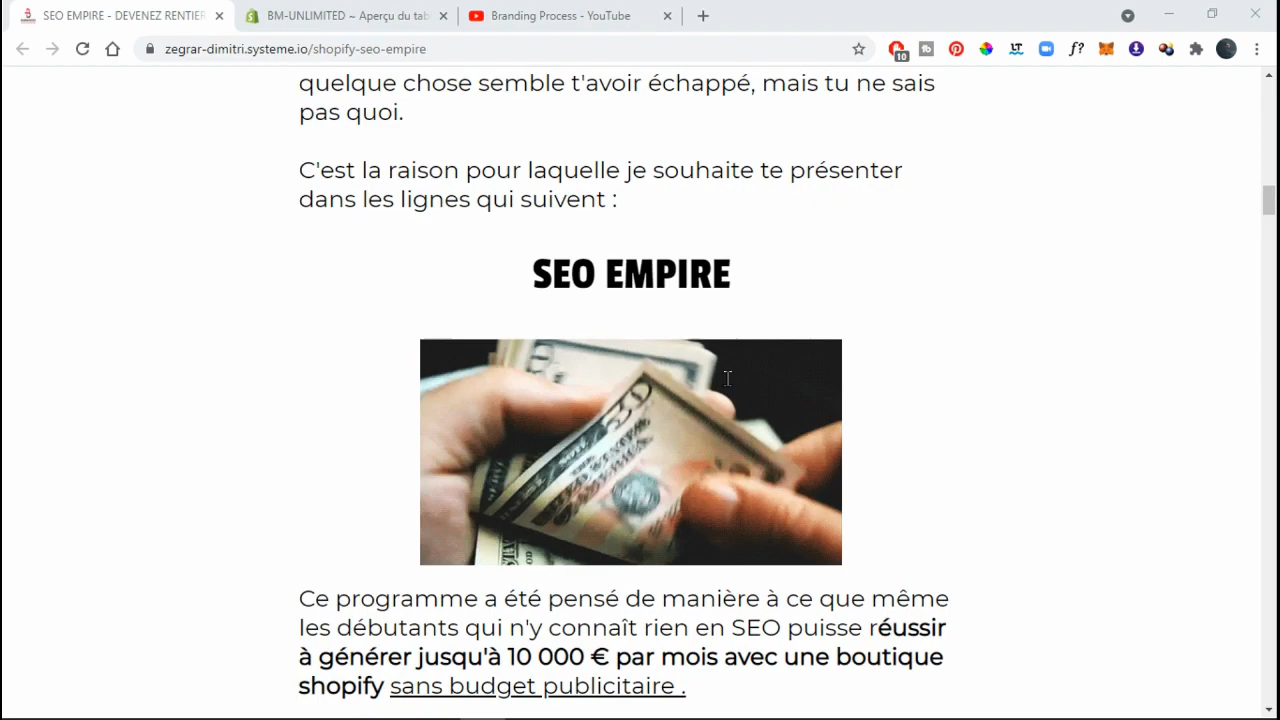 SEO EMPIRE - DEVENEZ RENTIER
BM-UNLIMITED ~ Aperçu du tab
Branding Process - YouTube
zegrar-dimitri.systeme.io/shopify-seo-empire
10
LT
f?
quelque chose semble t'avoir échappé, mais tu ne sais
pas quoi.
C'est la raison pour laquelle je souhaite te présenter
dans les lignes qui suivent :
SEO EMPIRE
Ce programme a été pensé de manière à ce que même
les débutants qui n'y connaît rien en SEO puisse réussir
à générer jusqu'à 10 000 € par mois avec une boutique
shopify sans budget publicitaire .